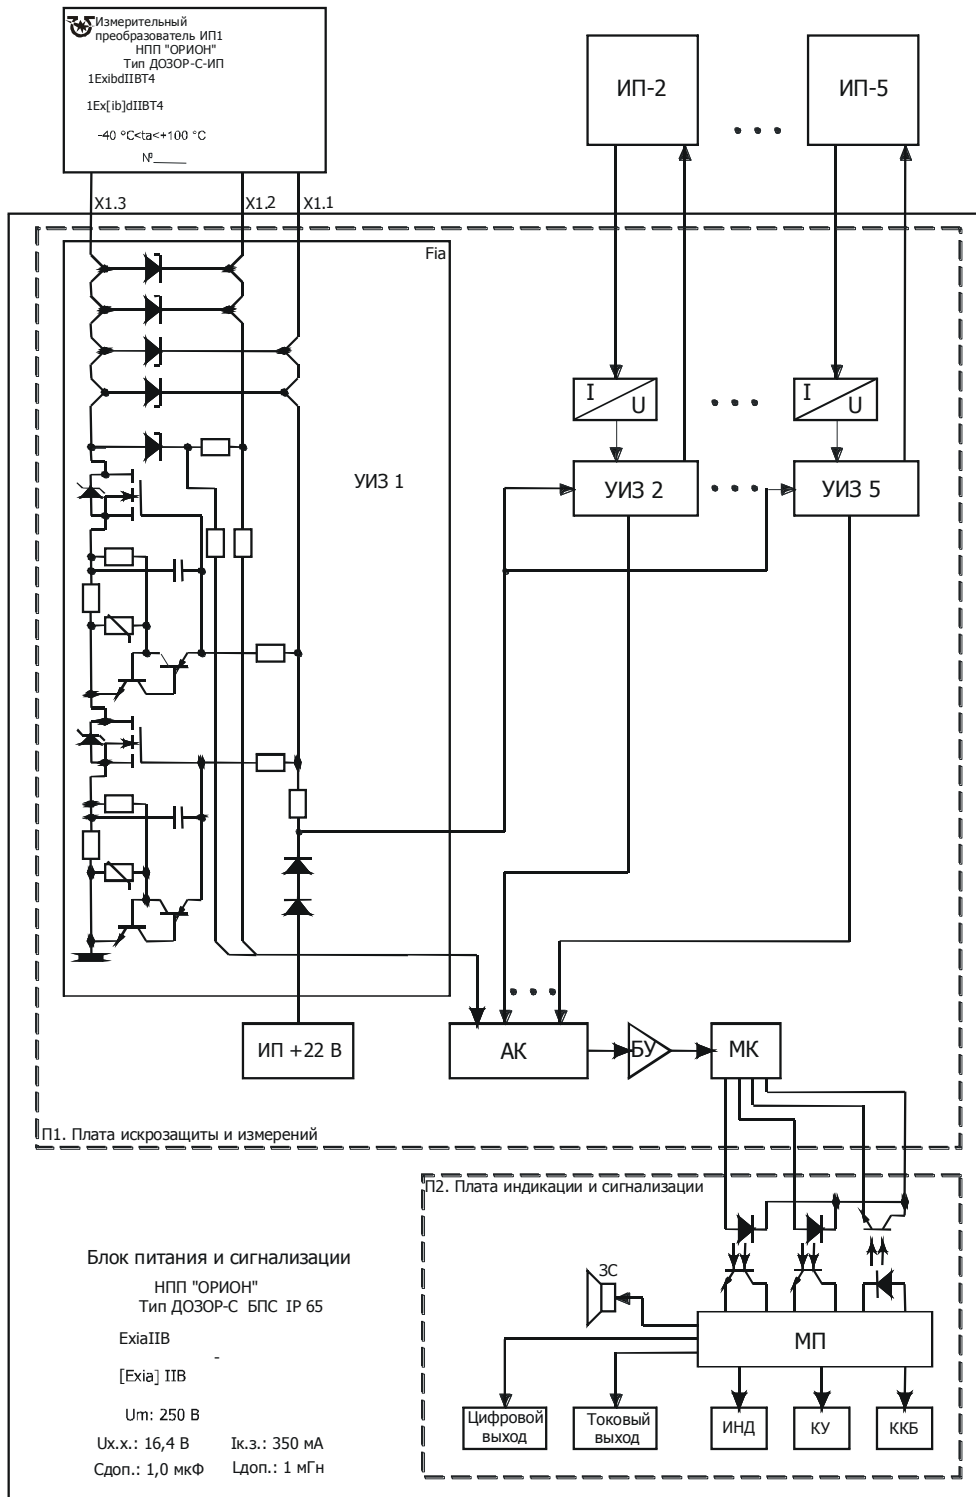 Измерительный
преобразователь ИП1
НПП "ОРИОН"
Тип ДОЗОР-С-ИП
1ExibdIIBT4
1Ex[ib]dIIBT4
-40 °C<ta<+100 °C
№_____
ИП-2
ИП-5
X1.3
X1.2
X1.1
Fia
УИЗ 1
I
U
I
U
УИЗ 2
УИЗ 5
ИП +22 В
АК
БУ
МК
П1. Плата искрозащиты и измерений
П2. Плата индикации и сигнализации
Блок питания и сигнализации
НПП "ОРИОН"
Тип ДОЗОР-С БПС IP 65
ExiaIIB
-
[Exia] IIB
Um: 250 В
Uх.х.: 16,4 В
Iк.з.: 350 мА
Cдоп.: 1,0 мкФ
Lдоп.: 1 мГн
ЗС
МП
Цифровой
выход
Токовый
выход
ИНД
КУ
ККБ